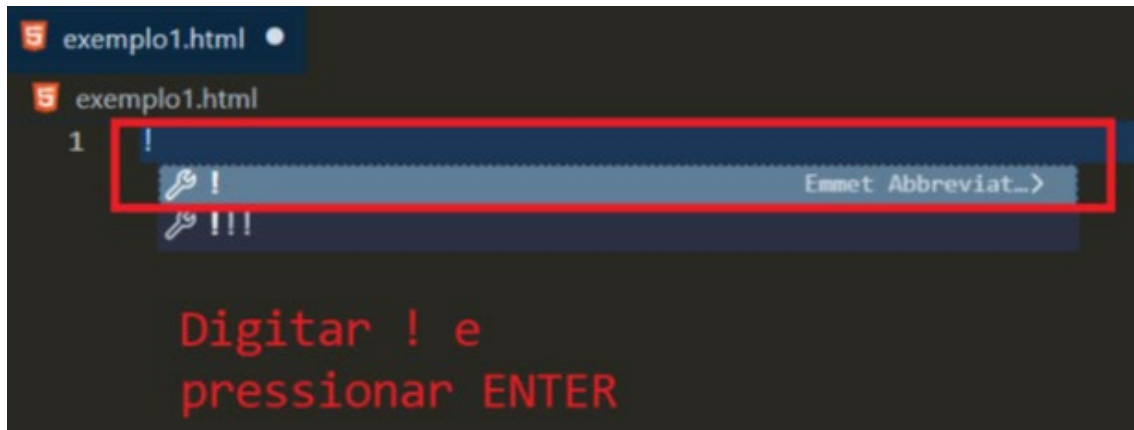 exemplo1.html
exemplo1.html
1 !
! Emmet Abbreviat…>
!!!
Digitar ! e
pressionar ENTER